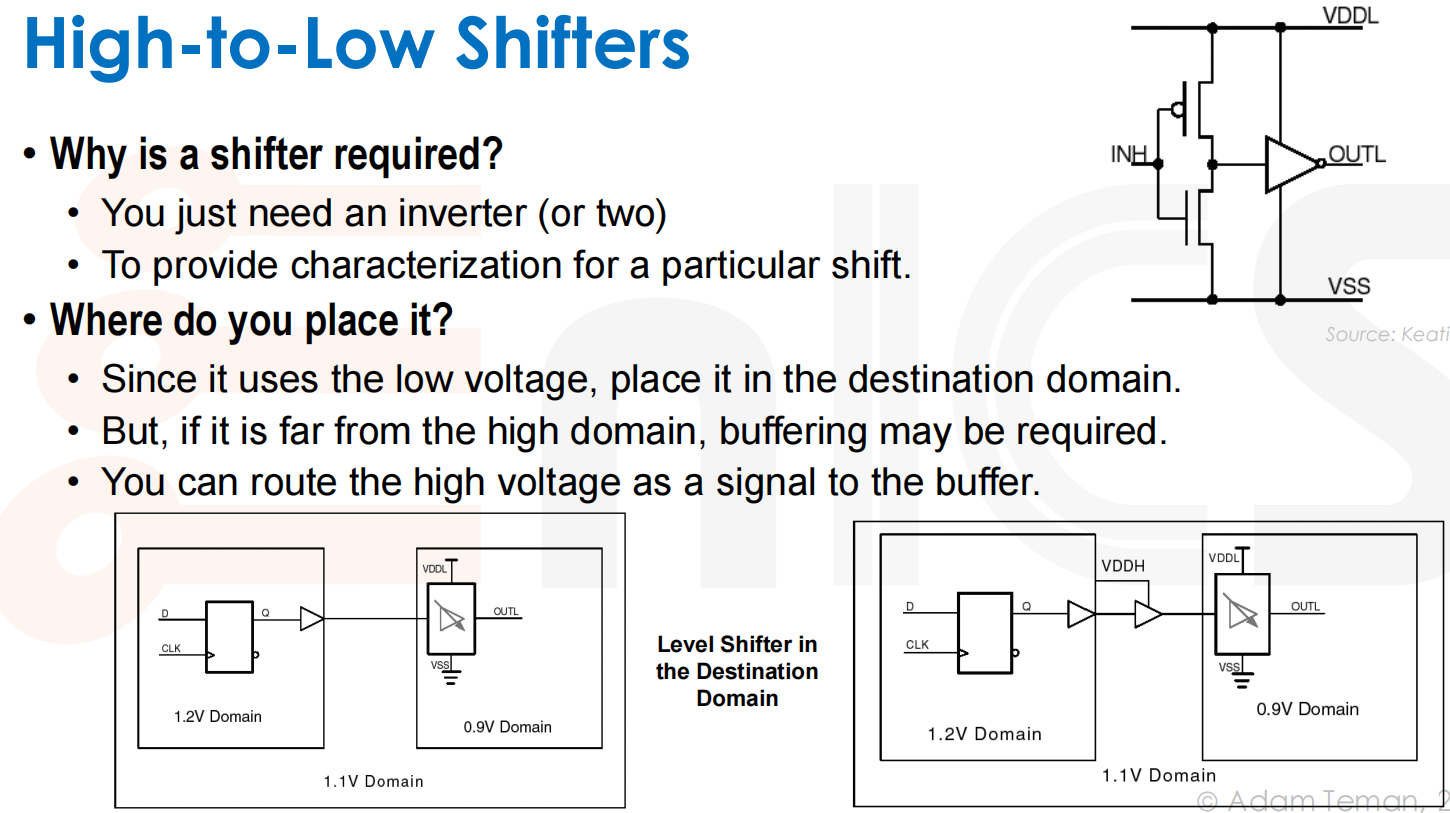 High-to-Low Shifters
VDDL
INH
OUTL
VSS
• Why is a shifter required?
• You just need an inverter (or two)
• To provide characterization for a particular shift.
• Where do you place it?
Source: Keati
• Since it uses the low voltage, place it in the destination domain.
• But, if it is far from the high domain, buffering may be required.
• You can route the high voltage as a signal to the buffer.
D
CLK
Q
VDDL
VSS
OUTL
1.2V Domain
0.9V Domain
1.1V Domain
Level Shifter in
the Destination
Domain
D
CLK
Q
VDDH
VDDL
VSS
OUTL
1.2V Domain
0.9V Domain
1.1V Domain
© Adam Teman, 2
nICS